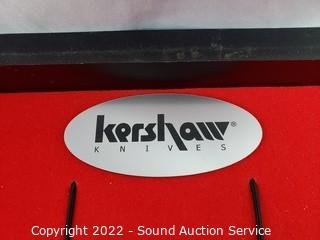 kershaw®
KNIVES
Copyright 2022 - Sound Auction Service